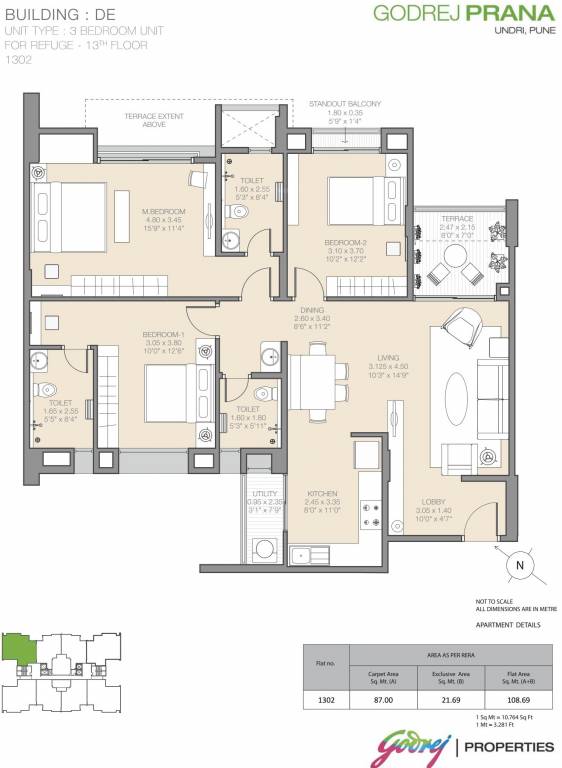 BUILDING : DE
UNIT TYPE : 3 BEDROOM UNIT
FOR REFUGE - 13TH FLOOR
1302
GODREJ PRANA
UNDRI, PUNE
TERRACE EXTENT
ABOVE
STANDOUT BALCONY
1.80 x 0.35
5'9" x 1'4"
TOILET
1.60 x 2.55
5'3" x 8'4"
M.BEDROOM
4.80 x 3.45
15'9" x 11'4"
BEDROOM-2
3.10 x 3.70
10'2" x 12'2"
TERRACE
2.47 x 2.15
8'0" x 7'0"
DINING
2.60 x 3.40
8'6" x 11'2"
BEDROOM-1
3.05 x 3.80
10'0" x 12'6"
LIVING
3.125 x 4.50
10'3" x 14'9"
TOILET
1.65 x 2.55
5'5" x 8'4"
TOILET
1.60 x 1.80
5'3" x 5'11"
UTILITY
0.95 x 2.35
3'1" x 7'9"
KITCHEN
2.45 x 3.35
8'0" x 11'0"
LOBBY
3.05 x 1.40
10'0" x 4'7"
N
NOT TO SCALE
ALL DIMENSIONS ARE IN METRE
APARTMENT DETAILS
Flat no.
AREA AS PER RERA
Carpet Area
Sq. Mt. (A)
Exclusive Area
Sq. Mt. (B)
Flat Area
Sq. Mt. (A+B)
1302 87.00 21.69 108.69
1 Sq Mt = 10.764 Sq Ft
1 Mt = 3.281 Ft
Godrej | PROPERTIES